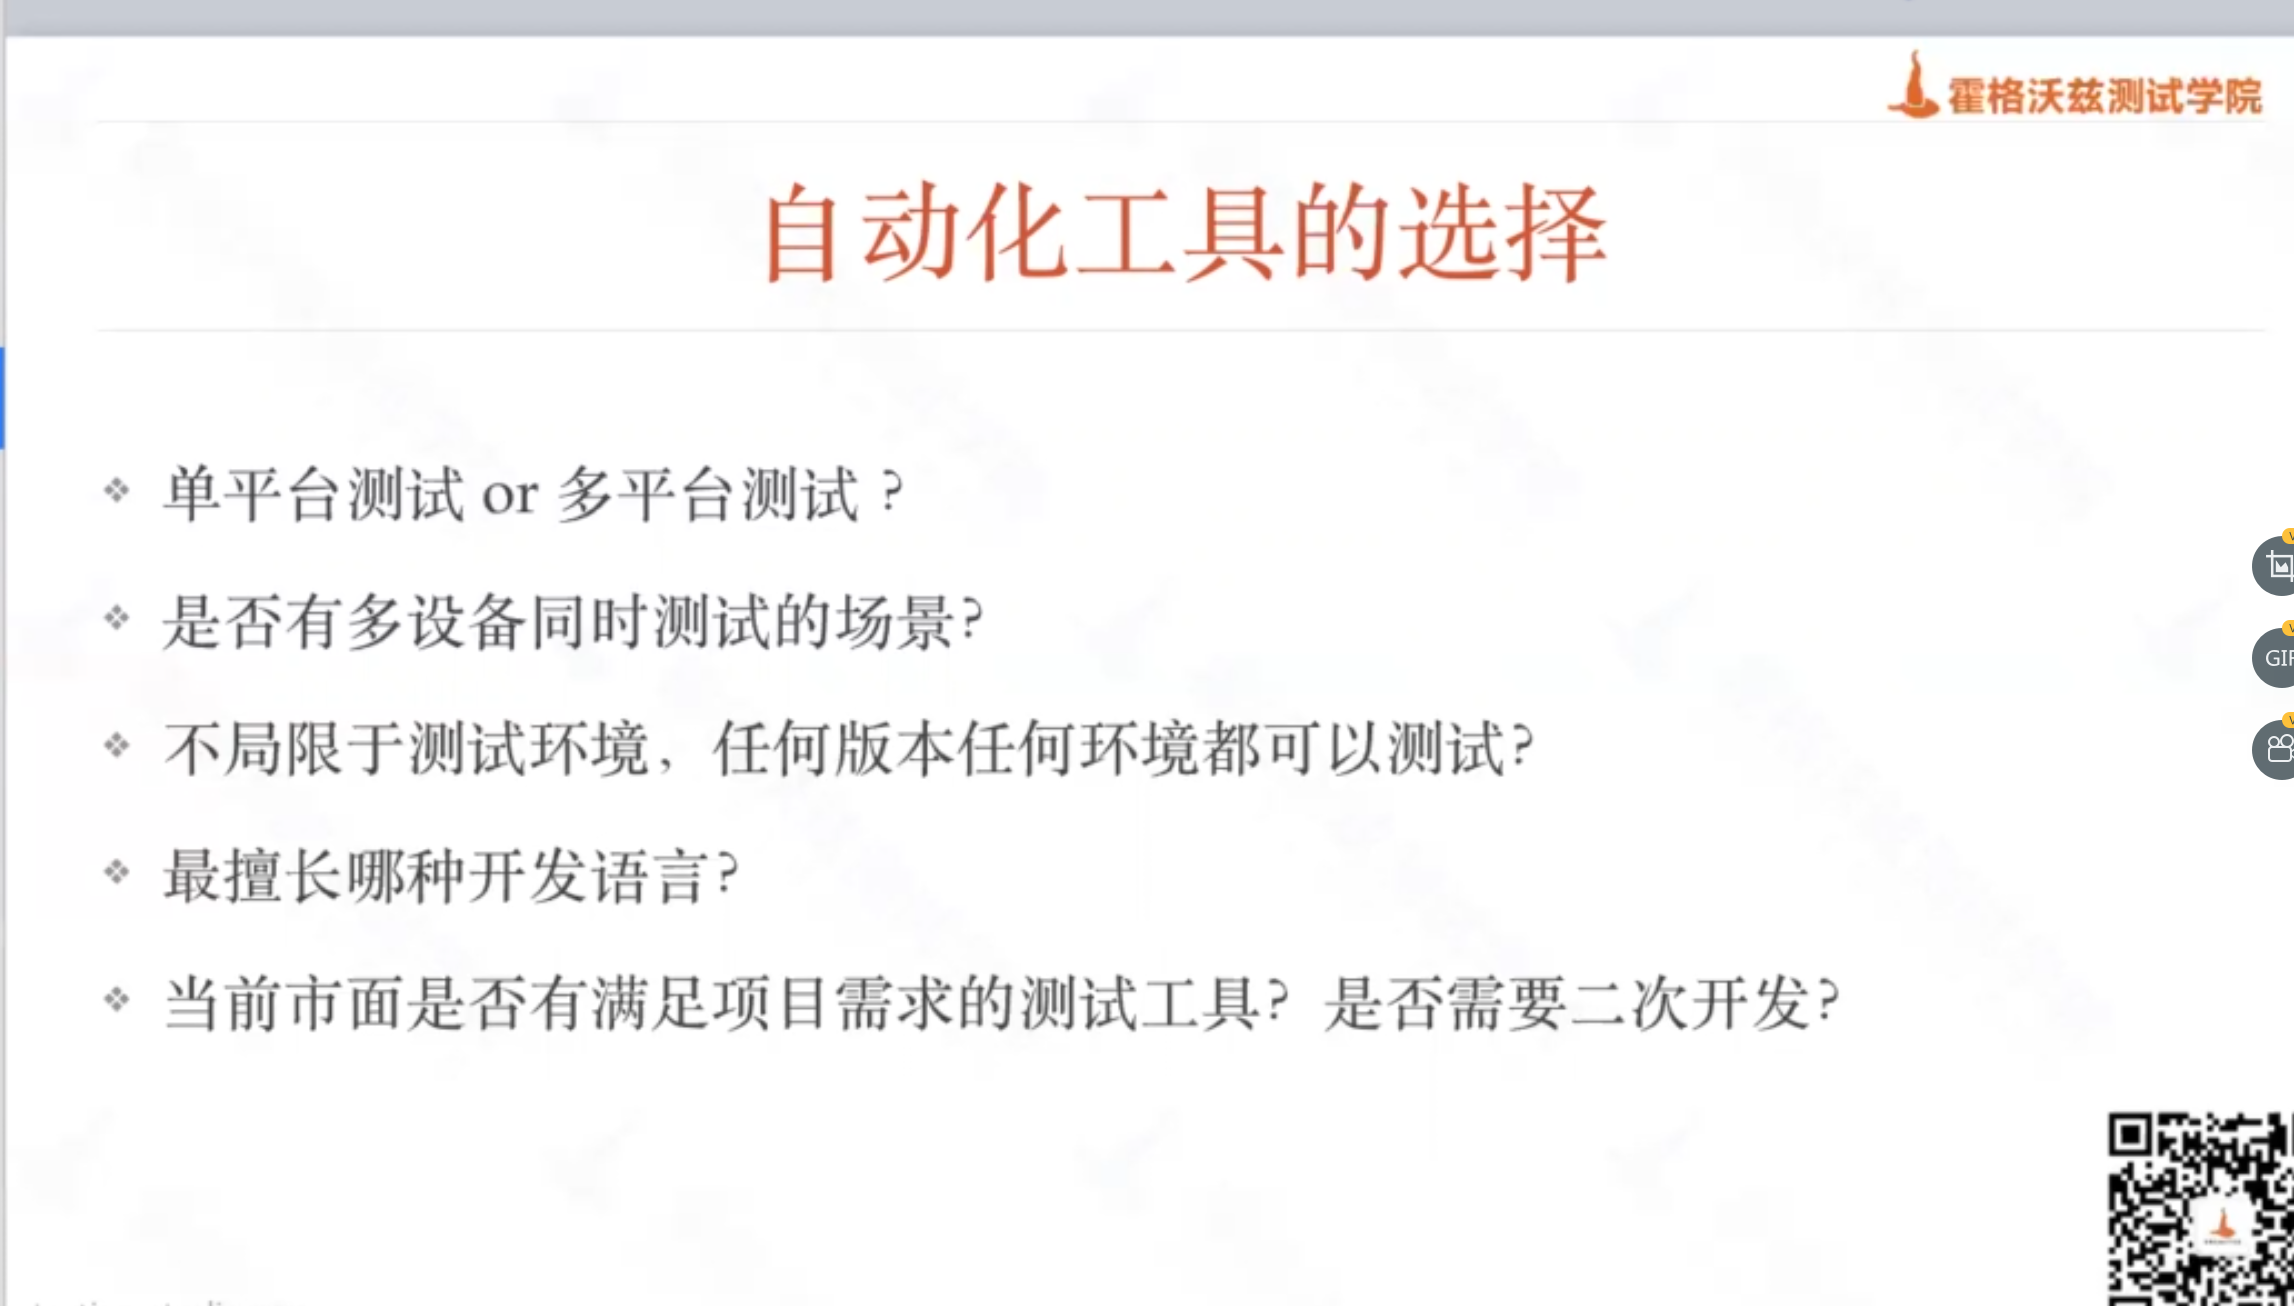 霍格沃兹测试学院
自动化工具的选择
单平台测试 or 多平台测试 ?
是否有多设备同时测试的场景?
不局限于测试环境, 任何版本任何环境都可以测试?
最擅长哪种开发语言?
当前市面是否有满足项目需求的测试工具? 是否需要二次开发?